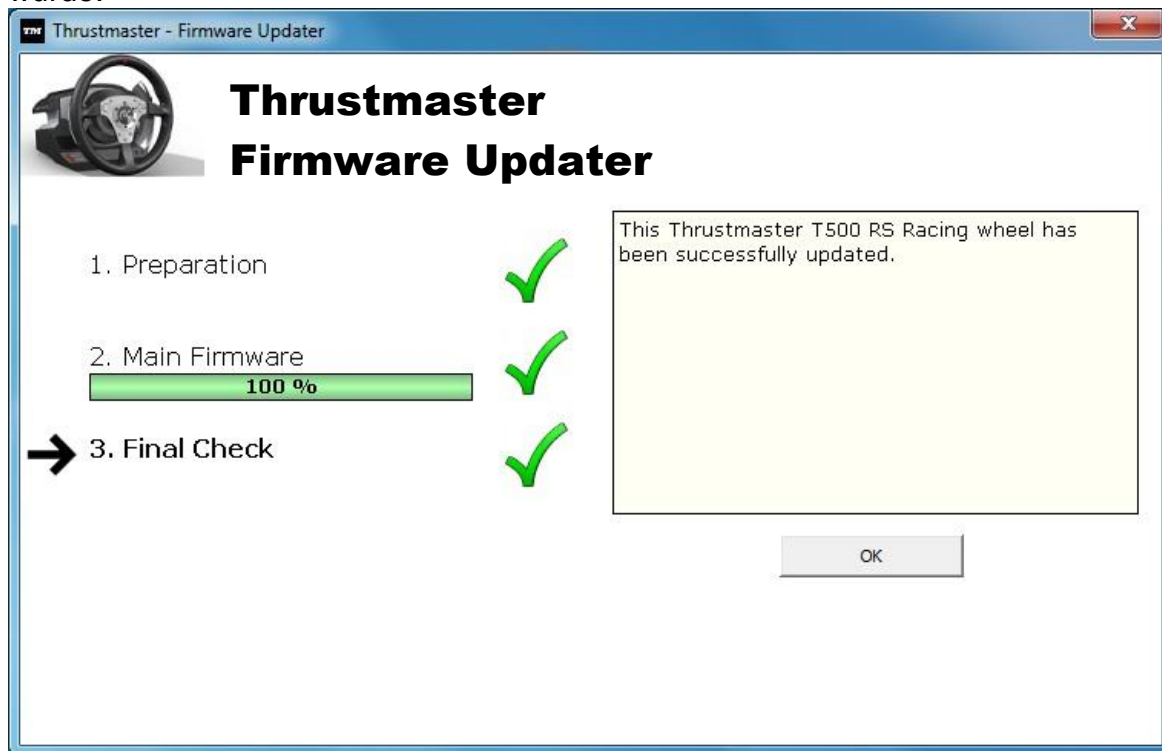 Thrustmaster - Firmware Updater
Thrustmaster
Firmware Updater
1. Preparation
2. Main Firmware
100 %
3. Final Check
This Thrustmaster T500 RS Racing wheel has
been successfully updated.
OK